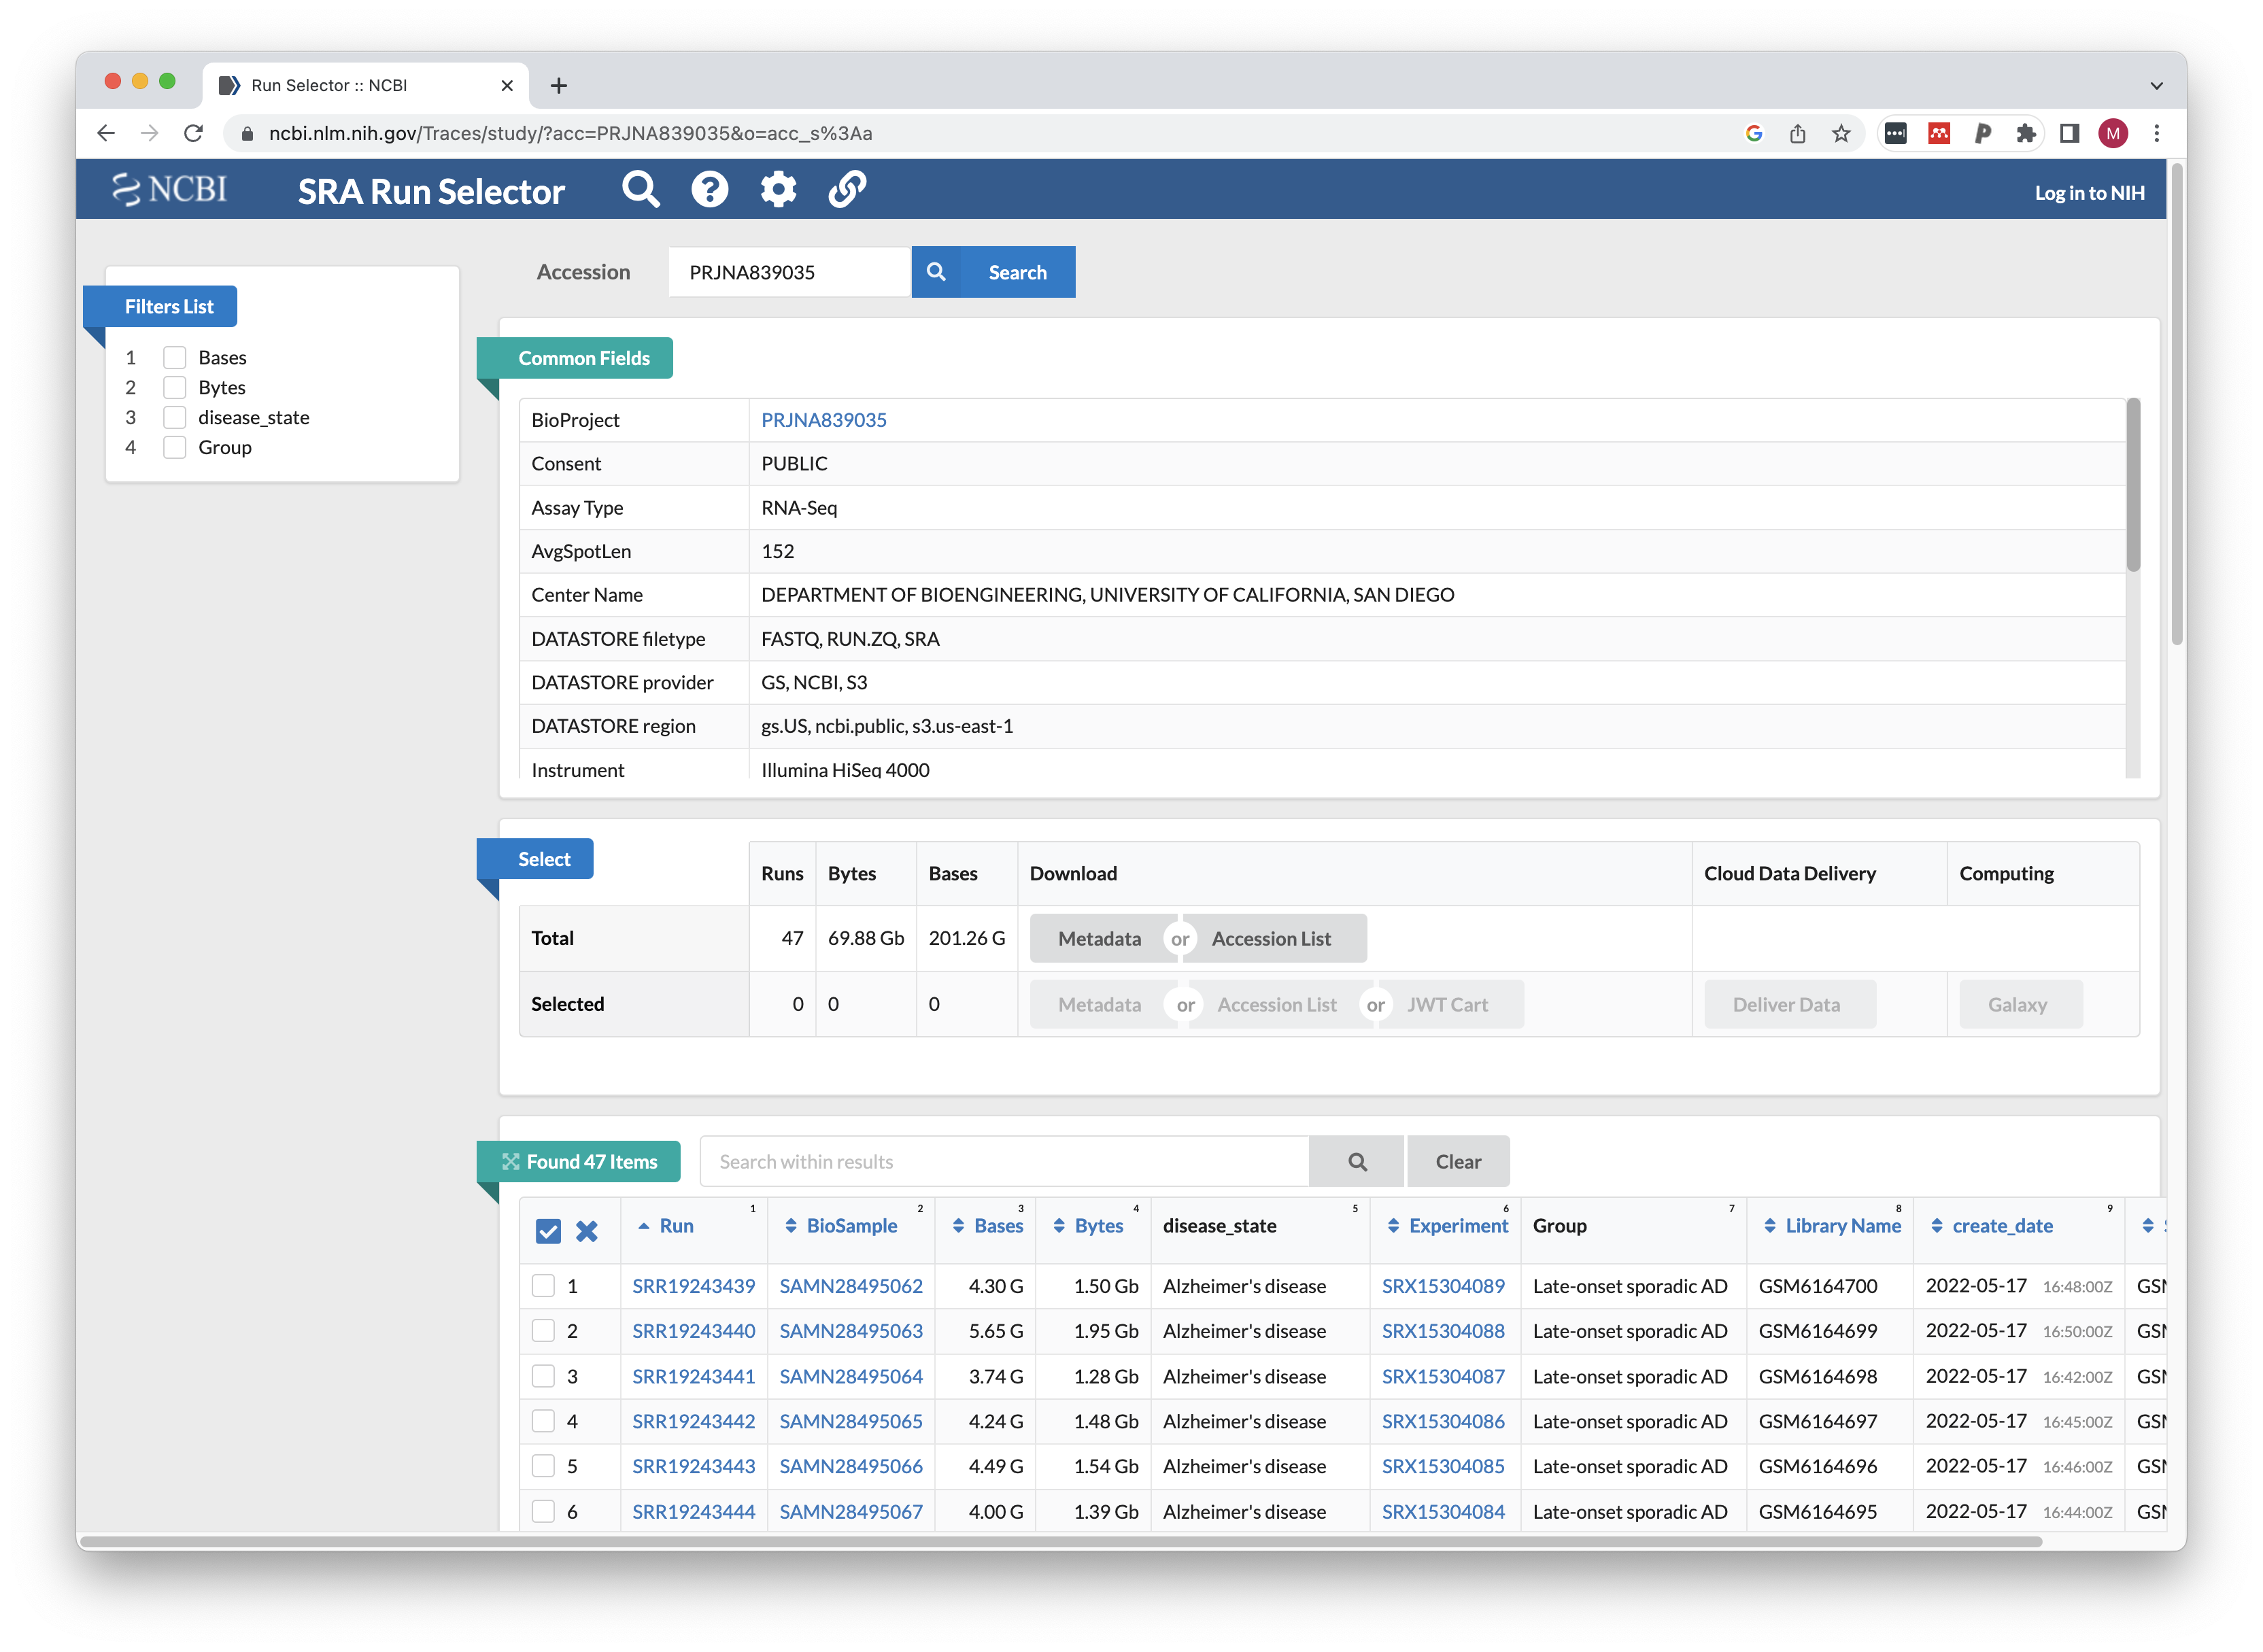 Run Selector :: NCBI
ncbi.nlm.nih.gov/Traces/study/?acc=PRJNA839035&o=acc_s%3Aa
M
NCBI
SRA Run Selector
Log in to NIH
Filters List
1 Bases
2 Bytes
3 disease_state
4 Group
Accession PRJNA839035 Search
Common Fields
BioProject PRJNA839035
Consent PUBLIC
Assay Type RNA-Seq
AvgSpotLen 152
Center Name DEPARTMENT OF BIOENGINEERING, UNIVERSITY OF CALIFORNIA, SAN DIEGO
DATASTORE filetype FASTQ, RUN.ZQ, SRA
DATASTORE provider GS, NCBI, S3
DATASTORE region gs.US, ncbi.public, s3.us-east-1
Instrument Illumina HiSeq 4000
Select
Runs Bytes Bases Download Cloud Data Delivery Computing
Total 47 69.88 Gb 201.26 G Metadata or Accession List
Selected 0 0 0 Metadata or Accession List or JWT Cart Deliver Data Galaxy
Found 47 Items Search within results Clear
Run 1 BioSample 2 Bases 3 Bytes 4 disease_state 5 Experiment 6 Group 7 Library Name 8 create_date 9
1 SRR19243439 SAMN28495062 4.30 G 1.50 Gb Alzheimer's disease SRX15304089 Late-onset sporadic AD GSM6164700 2022-05-17 16:48:00Z
2 SRR19243440 SAMN28495063 5.65 G 1.95 Gb Alzheimer's disease SRX15304088 Late-onset sporadic AD GSM6164699 2022-05-17 16:50:00Z
3 SRR19243441 SAMN28495064 3.74 G 1.28 Gb Alzheimer's disease SRX15304087 Late-onset sporadic AD GSM6164698 2022-05-17 16:42:00Z
4 SRR19243442 SAMN28495065 4.24 G 1.48 Gb Alzheimer's disease SRX15304086 Late-onset sporadic AD GSM6164697 2022-05-17 16:45:00Z
5 SRR19243443 SAMN28495066 4.49 G 1.54 Gb Alzheimer's disease SRX15304085 Late-onset sporadic AD GSM6164696 2022-05-17 16:46:00Z
6 SRR19243444 SAMN28495067 4.00 G 1.39 Gb Alzheimer's disease SRX15304084 Late-onset sporadic AD GSM6164695 2022-05-17 16:44:00Z